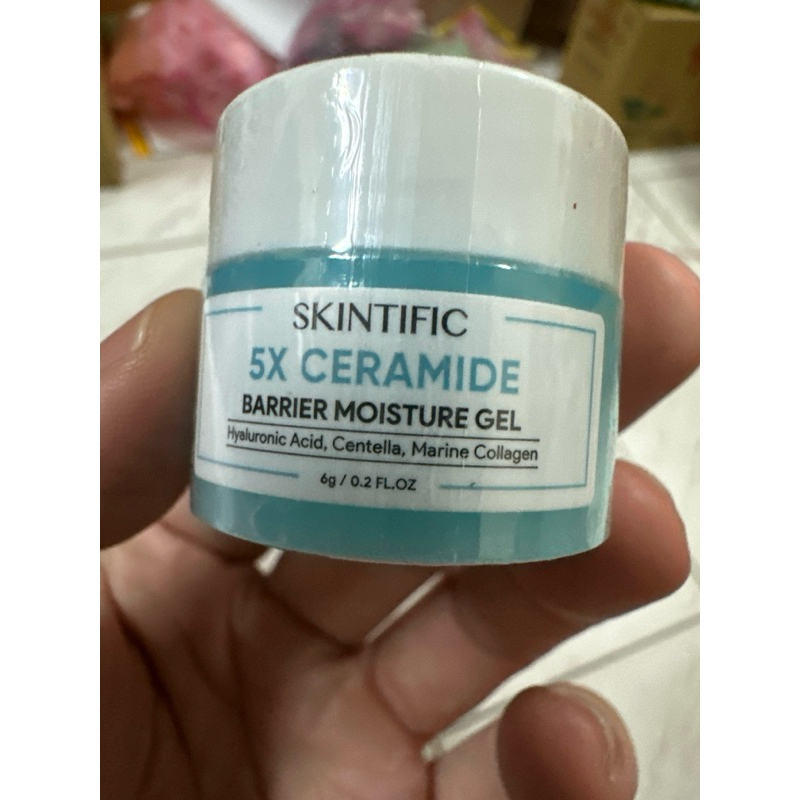 SKINTIFIC
5X CERAMIDE
BARRIER MOISTURE GEL
Hyaluronic Acid, Centella, Marine Collagen
6g / 0.2 FL.OZ